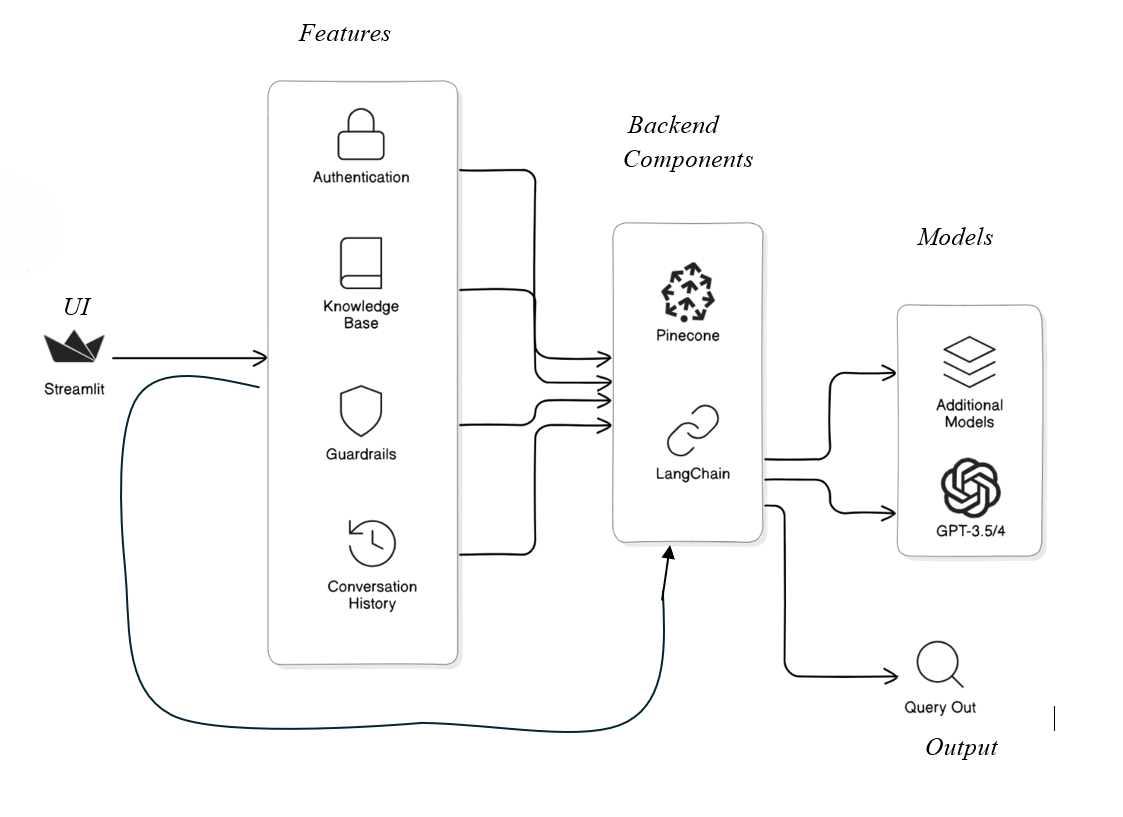 Features
Authentication
Knowledge
Base
Guardrails
Conversation
History
UI
Streamlit
Backend
Components
Pinecone
LangChain
Models
Additional
Models
GPT-3.5/4
Query Out
Output